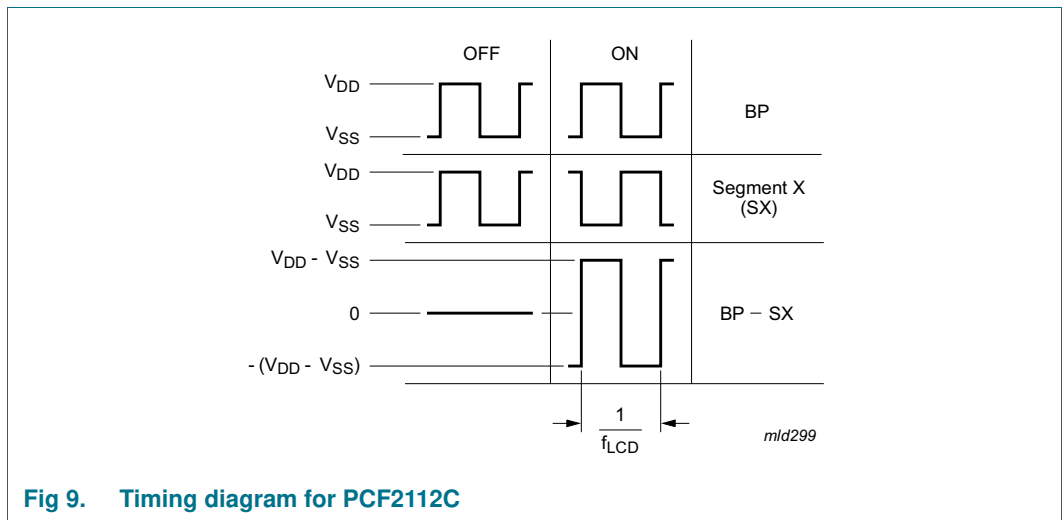 OFF ON
VDD
VSS
BP
VDD
VSS
Segment X
(SX)
VDD - VSS
0
- (VDD - VSS)
BP − SX
1
fLCD
mld299
Fig 9. Timing diagram for PCF2112C